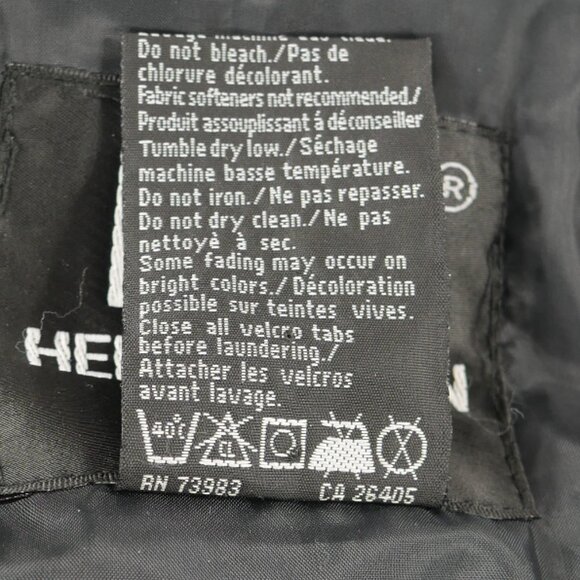 Do not bleach./Pas de
chlorure décolorant.
Fabric softeners not recommended./
Produit assouplissant á déconseiller
Tumble dry low./ Séchage
machine basse température.
Do not iron./Ne pas repasser.
Do not dry clean./Ne pas
nettoyè à sec.
Some fading may occur on
bright colors./Décoloration
possible sur teintes vives.
Close all velcro tabs
before laundering./
Attacher les velcros
avant lavage.
40°
RN 73983 CA 26405
®
HE